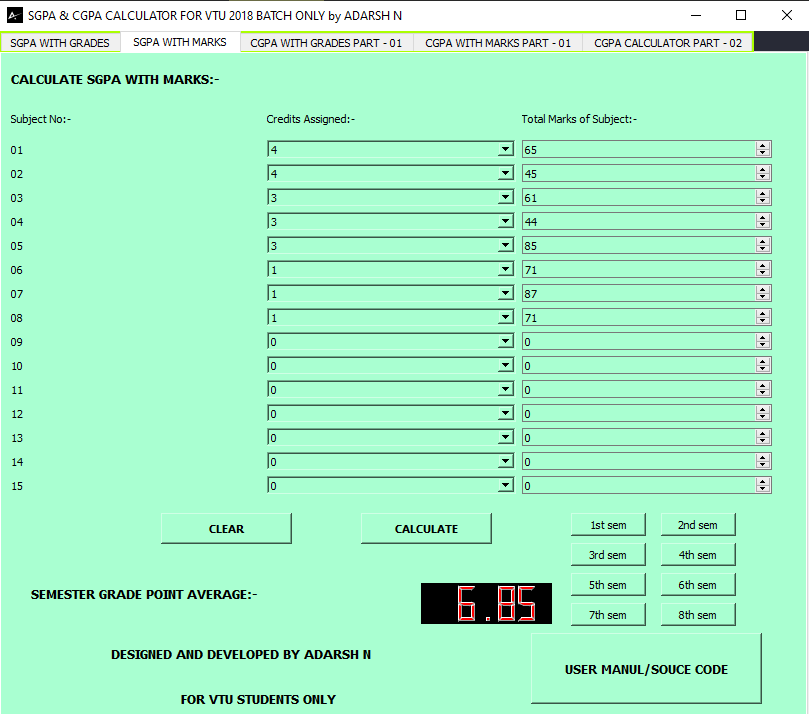 SGPA & CGPA CALCULATOR FOR VTU 2018 BATCH ONLY by ADARSH N
SGPA WITH GRADES SGPA WITH MARKS CGPA WITH GRADES PART - 01 CGPA WITH MARKS PART - 01 CGPA CALCULATOR PART - 02
CALCULATE SGPA WITH MARKS:-
Subject No:- Credits Assigned:- Total Marks of Subject:-
01 4 65
02 4 45
03 3 61
04 3 44
05 3 85
06 1 71
07 1 87
08 1 71
09 0 0
10 0 0
11 0 0
12 0 0
13 0 0
14 0 0
15 0 0
CLEAR CALCULATE 1st sem 2nd sem
3rd sem 4th sem
5th sem 6th sem
SEMESTER GRADE POINT AVERAGE:- 6.85
7th sem 8th sem
DESIGNED AND DEVELOPED BY ADARSH N
USER MANUL/SOUCE CODE
FOR VTU STUDENTS ONLY